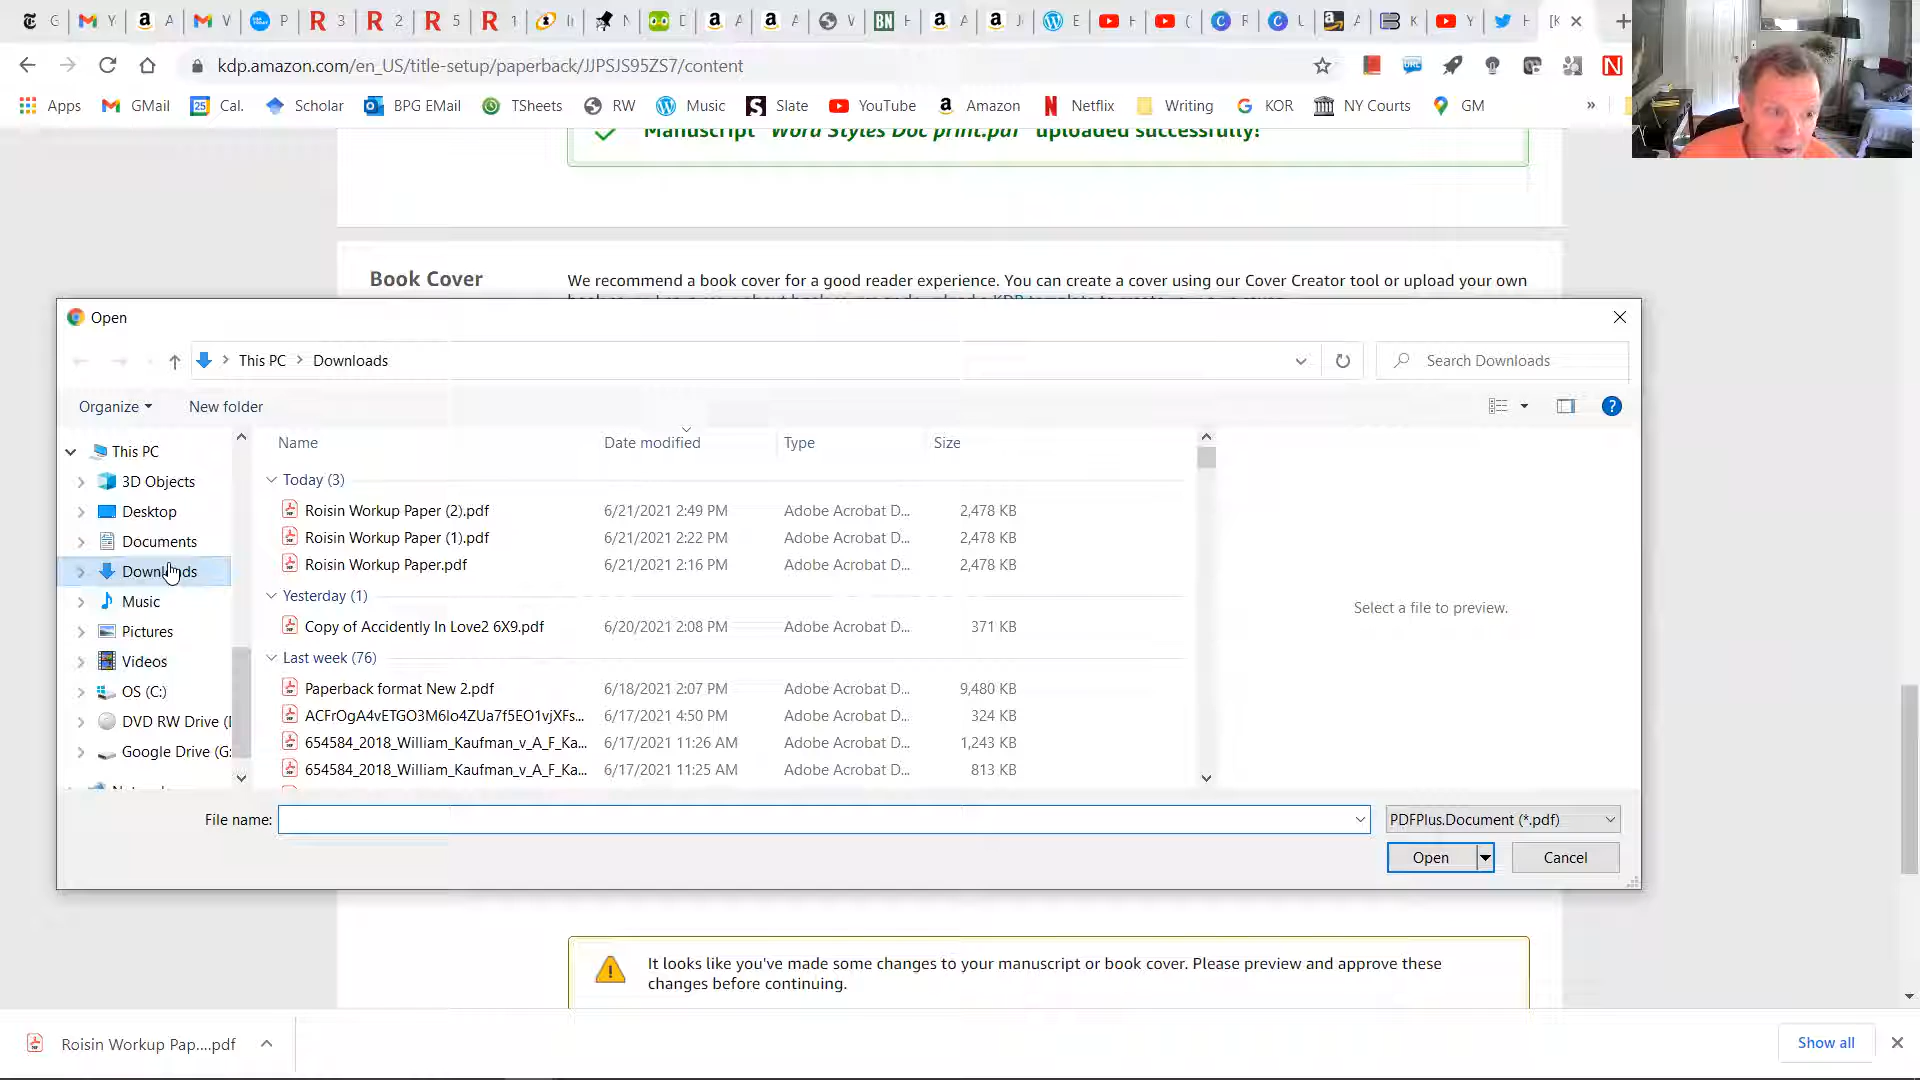 G Y A V P 3 2 5 1 D A A V H A J E H ( R U A K Y H [K
kdp.amazon.com/en_US/title-setup/paperback/JJPSJS95ZS7/content
Apps GMail Cal. Scholar BPG EMail TSheets RW Music Slate YouTube Amazon Netflix Writing KOR NY Courts GM »
Manuscript "Word Styles Doc print.pdf" uploaded successfully!
Book Cover
We recommend a book cover for a good reader experience. You can create a cover using our Cover Creator tool or upload your own
Open
This PC > Downloads
Search Downloads
Organize New folder
This PC
3D Objects
Desktop
Documents
Downloads
Music
Pictures
Videos
OS (C:)
DVD RW Drive (
Google Drive (G:
Name Date modified Type Size
Today (3)
Roisin Workup Paper (2).pdf 6/21/2021 2:49 PM Adobe Acrobat D... 2,478 KB
Roisin Workup Paper (1).pdf 6/21/2021 2:22 PM Adobe Acrobat D... 2,478 KB
Roisin Workup Paper.pdf 6/21/2021 2:16 PM Adobe Acrobat D... 2,478 KB
Yesterday (1)
Copy of Accidently In Love2 6X9.pdf 6/20/2021 2:08 PM Adobe Acrobat D... 371 KB
Last week (76)
Paperback format New 2.pdf 6/18/2021 2:07 PM Adobe Acrobat D... 9,480 KB
ACFrOgA4vETGO3M6Io4ZUa7f5EO1vjXFs... 6/17/2021 4:50 PM Adobe Acrobat D... 324 KB
654584_2018_William_Kaufman_v_A_F_Ka... 6/17/2021 11:26 AM Adobe Acrobat D... 1,243 KB
654584_2018_William_Kaufman_v_A_F_Ka... 6/17/2021 11:25 AM Adobe Acrobat D... 813 KB
Select a file to preview.
File name:
PDFPlus.Document (*.pdf)
Open Cancel
It looks like you've made some changes to your manuscript or book cover. Please preview and approve these
changes before continuing.
Roisin Workup Pap....pdf
Show all